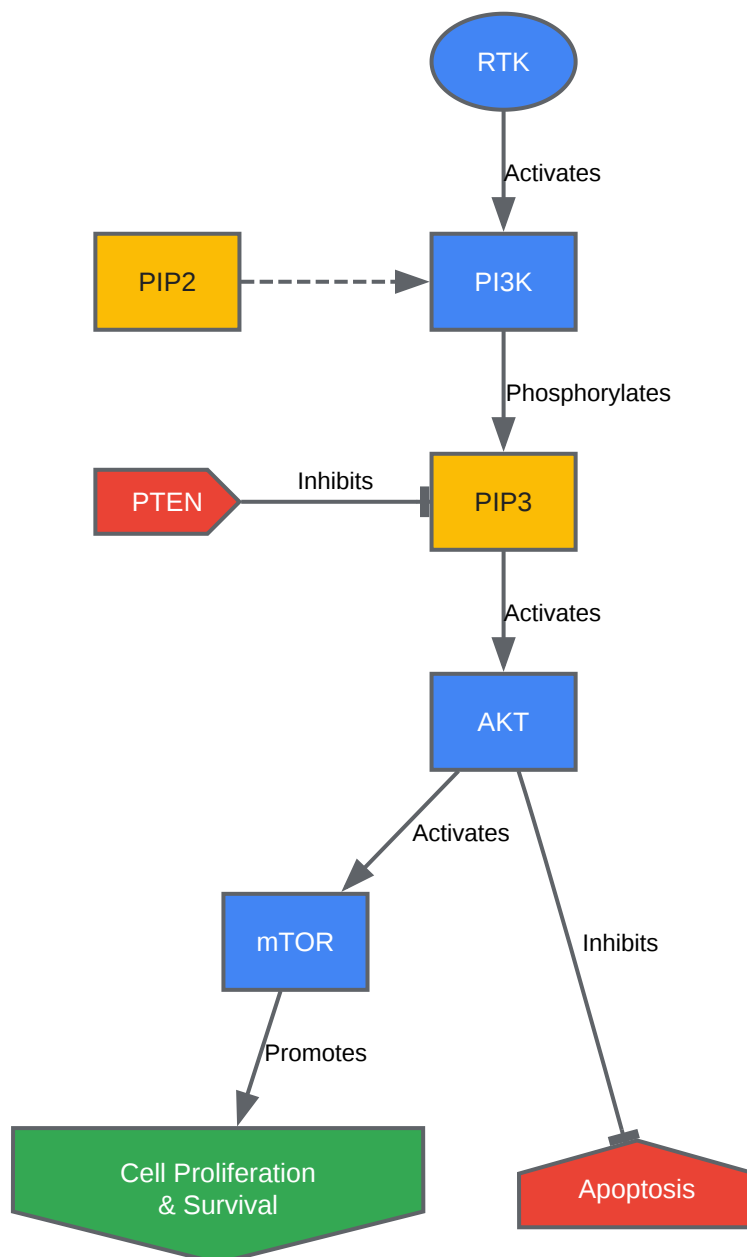 RTK
Activates
PIP2
PI3K
Phosphorylates
PTEN
Inhibits
PIP3
Activates
AKT
Activates
mTOR
Inhibits
Promotes
Cell Proliferation
& Survival
Apoptosis